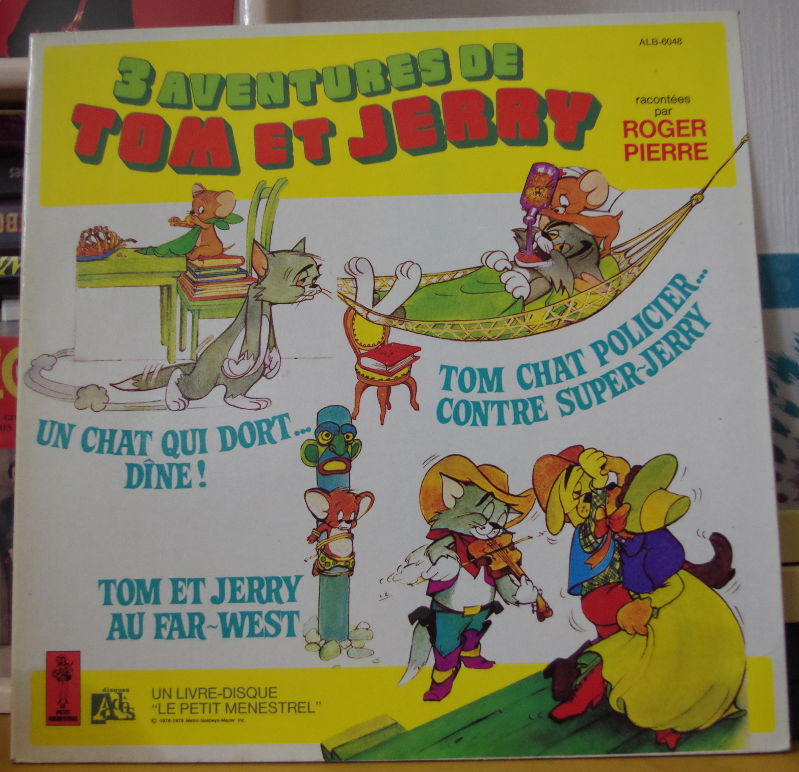 ALB-6048
3 AVENTURES DE
TOM ET JERRY
racontées
par
ROGER
PIERRE
UN CHAT QUI DORT...
DÎNE !
TOM CHAT POLICIER...
CONTRE SUPER-JERRY
TOM ET JERRY
AU FAR-WEST
disques
Adès
UN LIVRE-DISQUE
"LE PETIT MENESTREL"